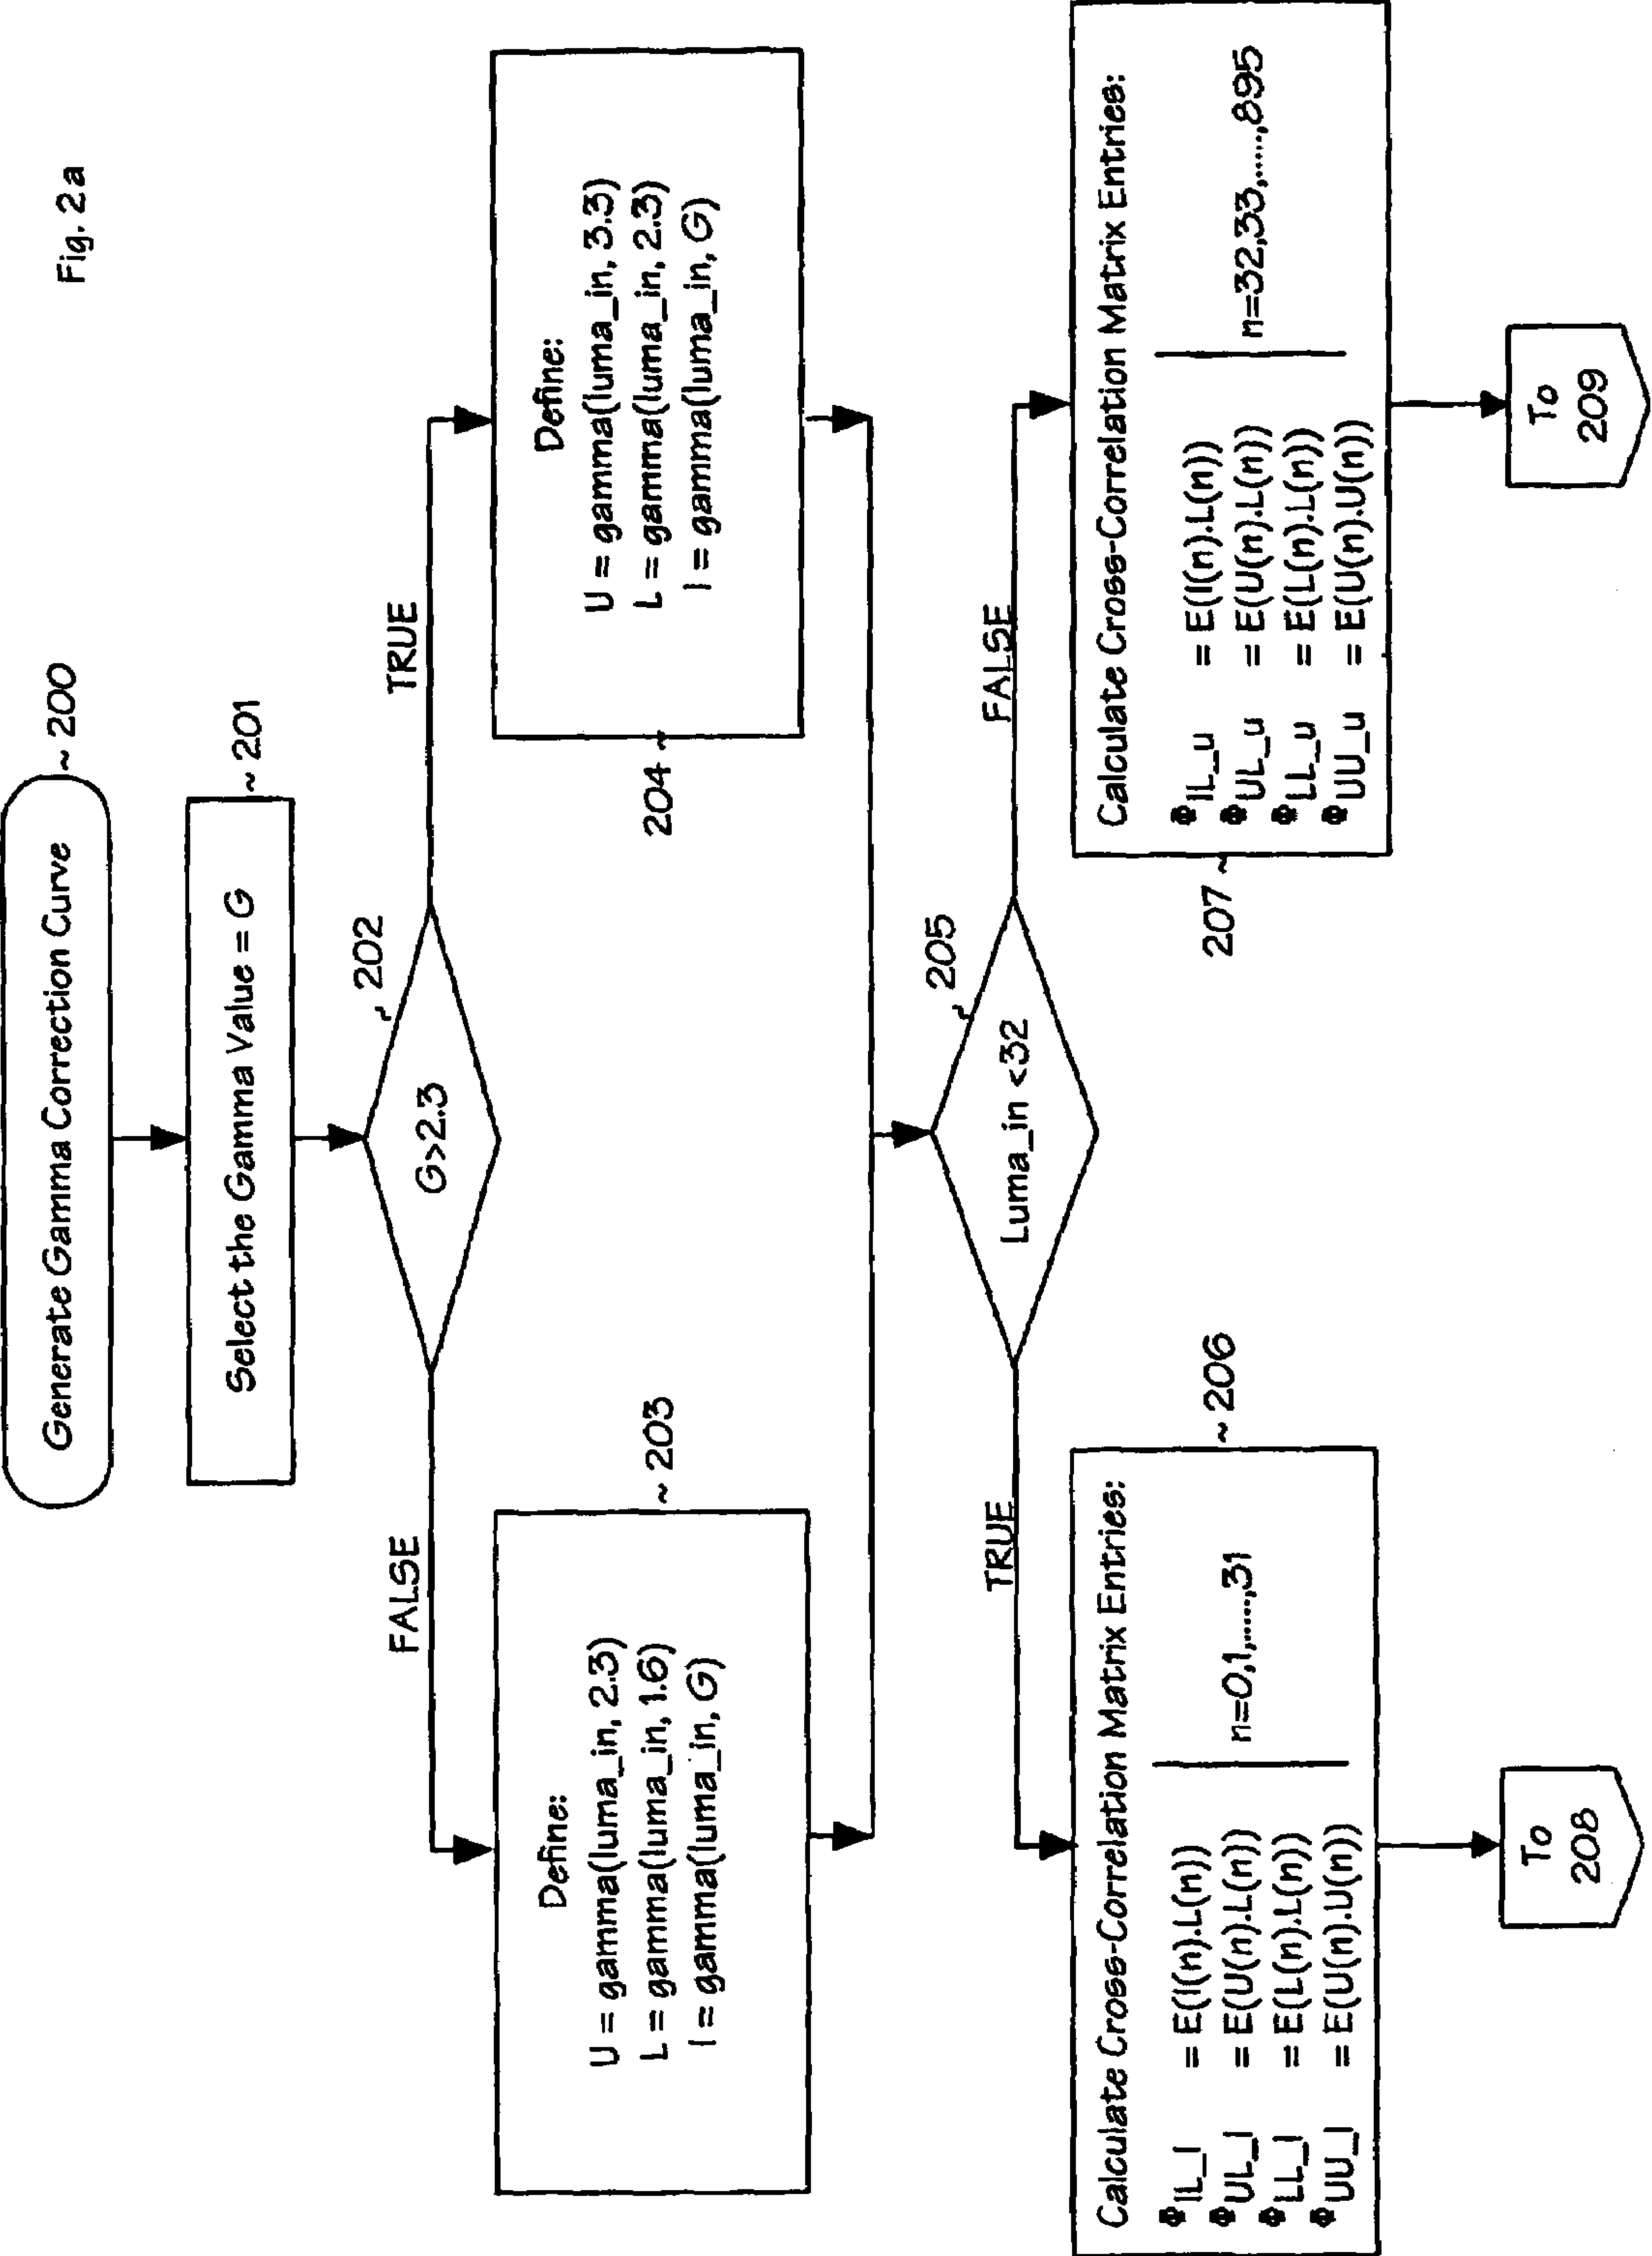 Fig. 2a
Generate Gamma Correction Curve
~ 200
Select the Gamma Value = G
~ 201
G>2.3
202
FALSE
TRUE
Define:
U = gamma(luma_in, 2.3)
L = gamma(luma_in, 1.6)
I = gamma(luma_in, G)
~ 203
204 ~
Define:
U = gamma(luma_in, 3.3)
L = gamma(luma_in, 2.3)
I = gamma(luma_in, G)
Luma_in <32
205
TRUE
FALSE
Calculate Cross-Correlation Matrix Entries:
ΦIL_l = E(I(n).L(n))
ΦUL_l = E(U(n).L(n))
ΦLL_l = E(L(n).L(n))
ΦUU_l = E(U(n).U(n))
n=0,1,......,31
~ 206
207 ~
Calculate Cross-Correlation Matrix Entries:
ΦIL_u = E(I(n).L(n))
ΦUL_u = E(U(n).L(n))
ΦLL_u = E(L(n).L(n))
ΦUU_u = E(U(n).U(n))
n=32,33,......,895
To
208
To
209